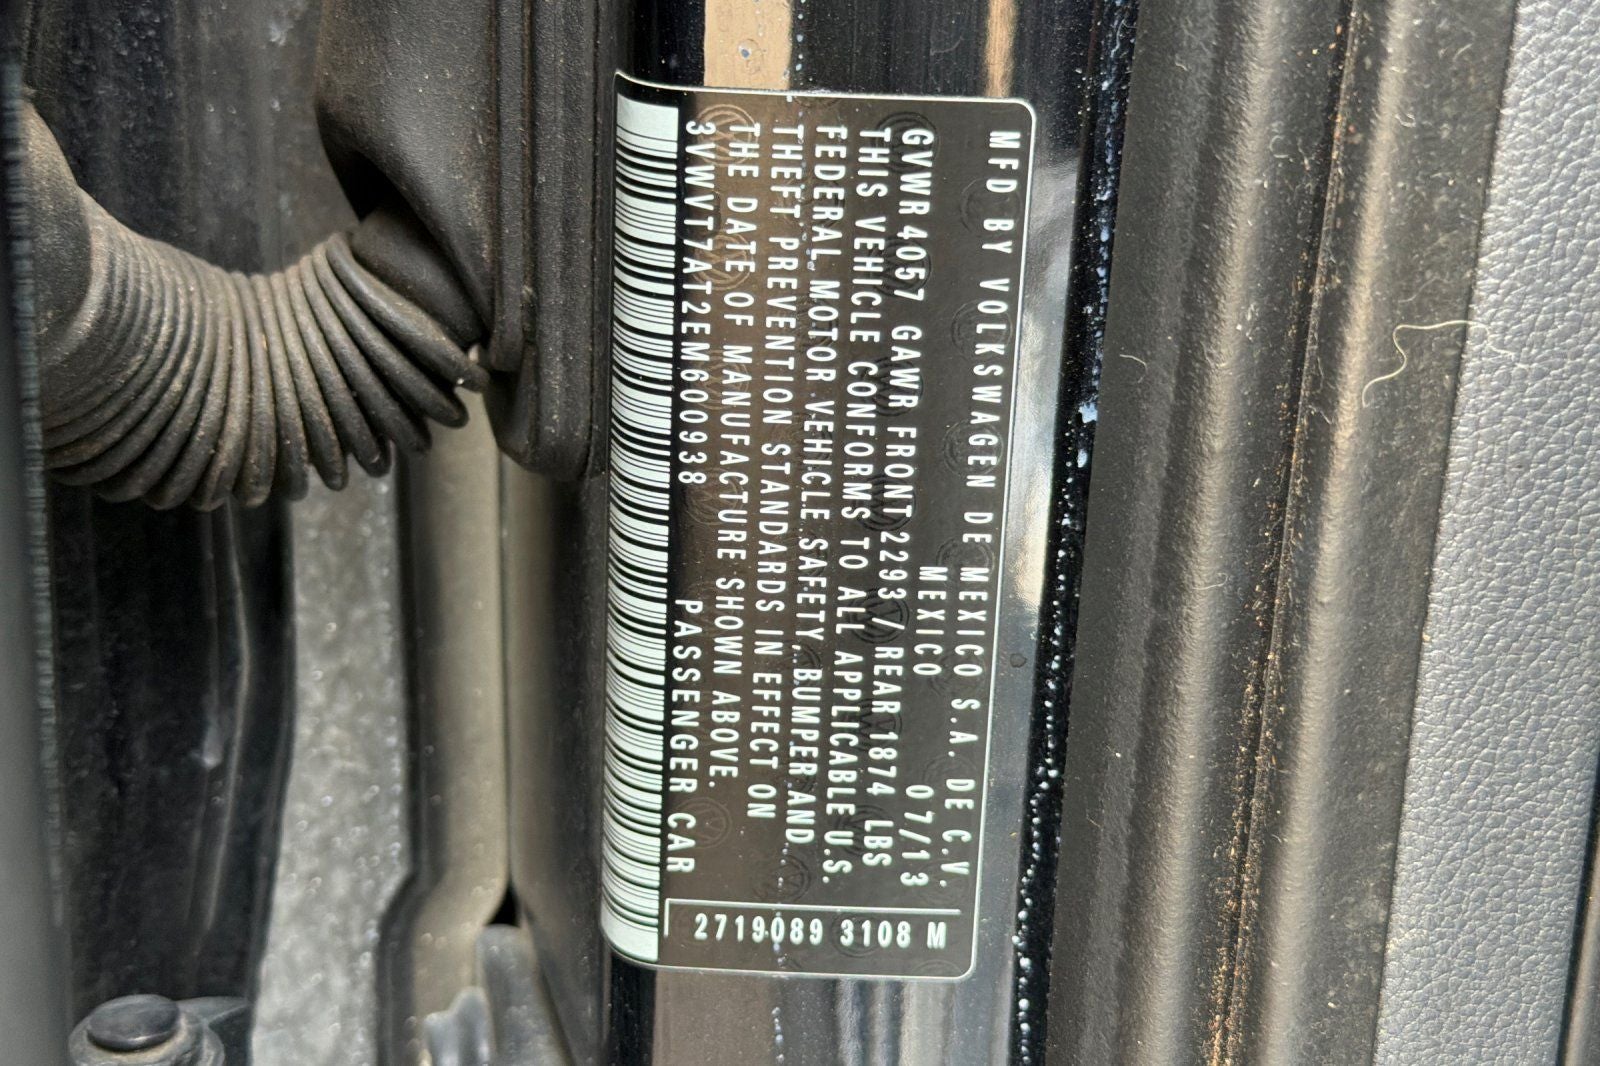 MFD BY VOLKSWAGEN DE MEXICO S.A. DE C.V.
MEXICO 07/13
GVWR 4057 GAWR FRONT 2293 / REAR 1874 LBS
THIS VEHICLE CONFORMS TO ALL APPLICABLE U.S.
FEDERAL MOTOR VEHICLE SAFETY, BUMPER AND
THEFT PREVENTION STANDARDS IN EFFECT ON
THE DATE OF MANUFACTURE SHOWN ABOVE.
3VWVT7AT2EM600938 PASSENGER CAR
2719089 3108 M